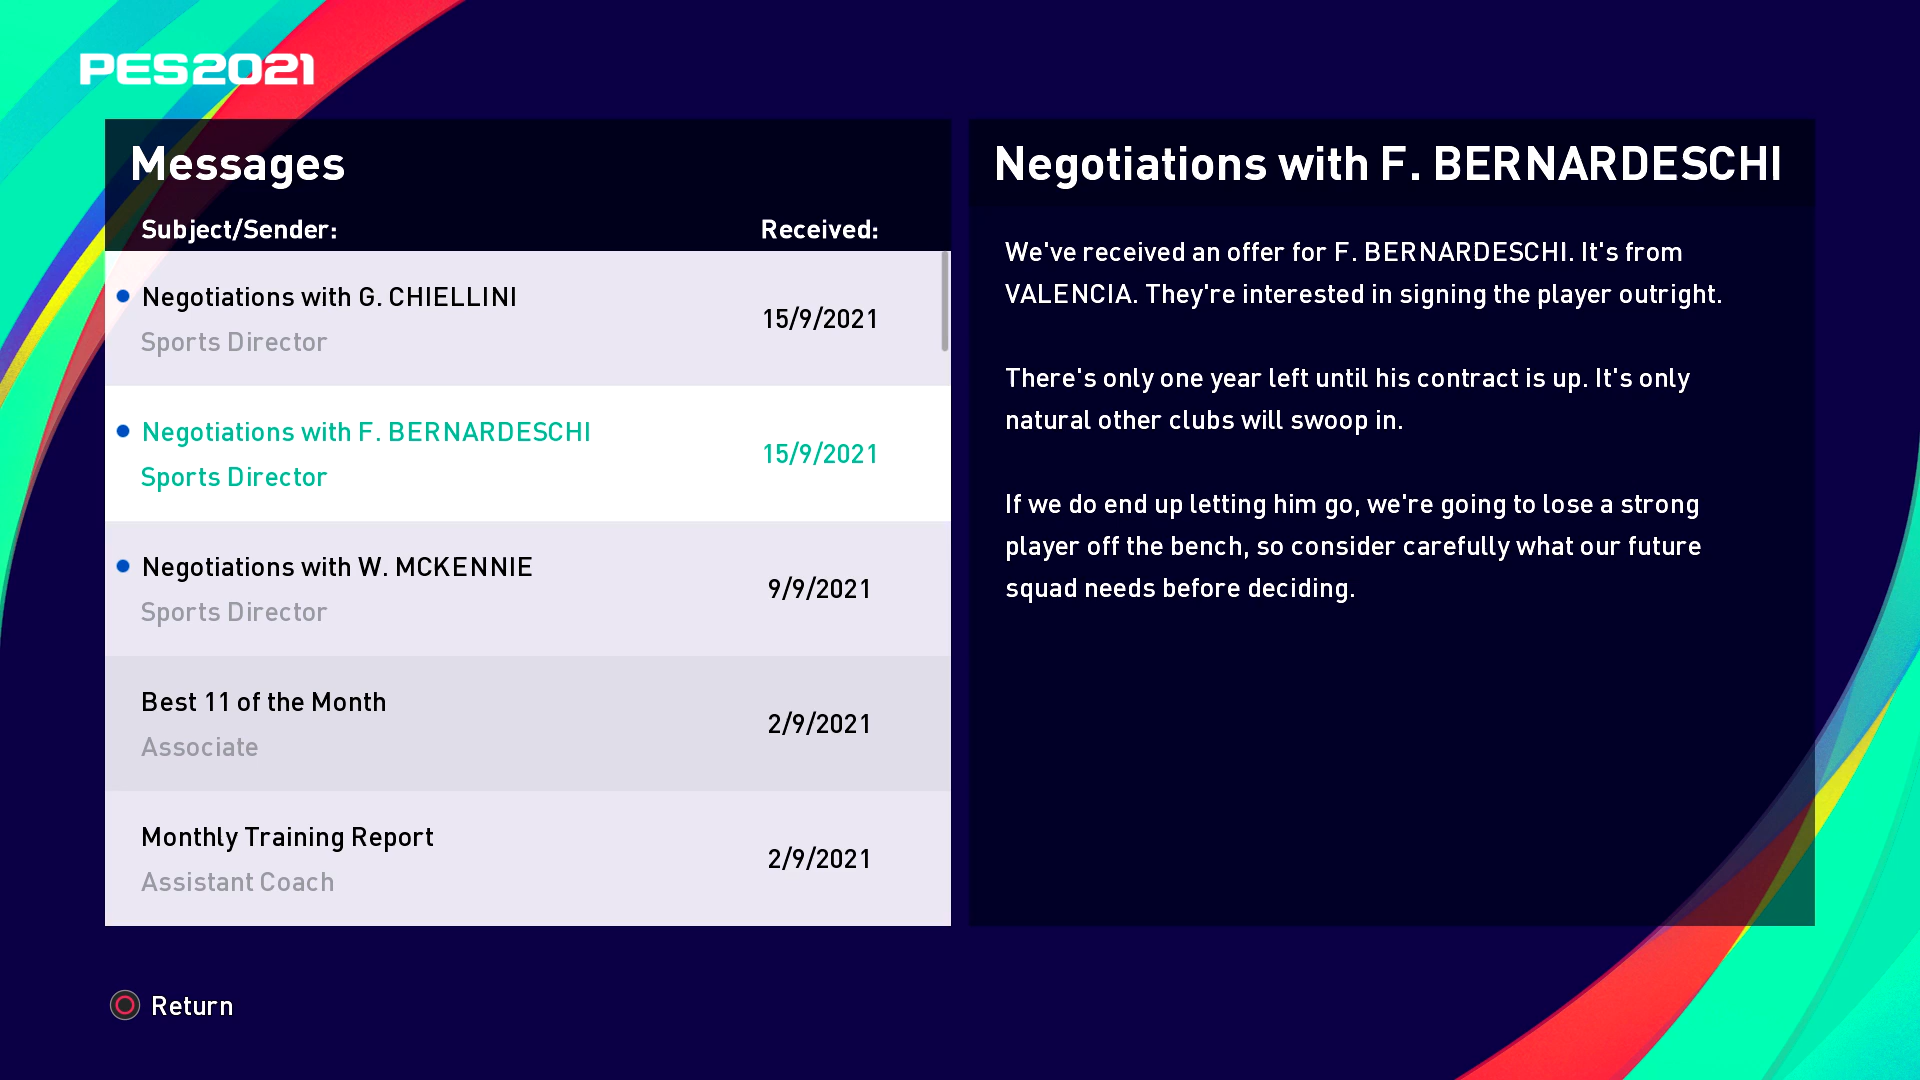 PES2021
Messages
Subject/Sender: Received:
Negotiations with G. CHIELLINI
Sports Director
15/9/2021
Negotiations with F. BERNARDESCHI
Sports Director
15/9/2021
Negotiations with W. MCKENNIE
Sports Director
9/9/2021
Best 11 of the Month
Associate
2/9/2021
Monthly Training Report
Assistant Coach
2/9/2021
Negotiations with F. BERNARDESCHI
We've received an offer for F. BERNARDESCHI. It's from
VALENCIA. They're interested in signing the player outright.
There's only one year left until his contract is up. It's only
natural other clubs will swoop in.
If we do end up letting him go, we're going to lose a strong
player off the bench, so consider carefully what our future
squad needs before deciding.
Return